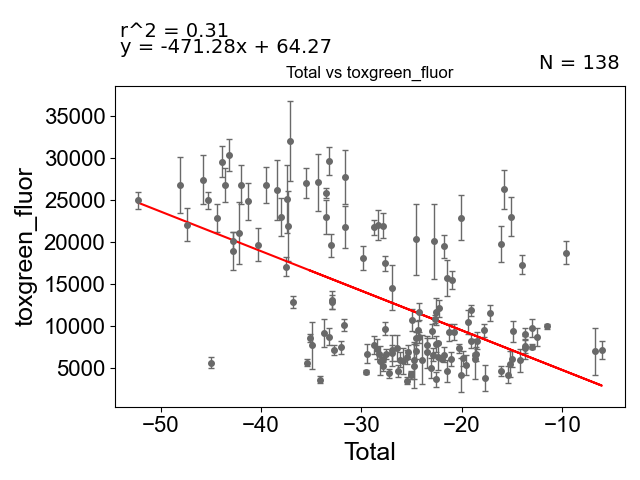 r^2 = 0.31
y = -471.28x + 64.27
N = 138
Total vs toxgreen_fluor
35000
30000
25000
20000
15000
10000
5000
toxgreen_fluor
−50
−40
−30
−20
−10
Total